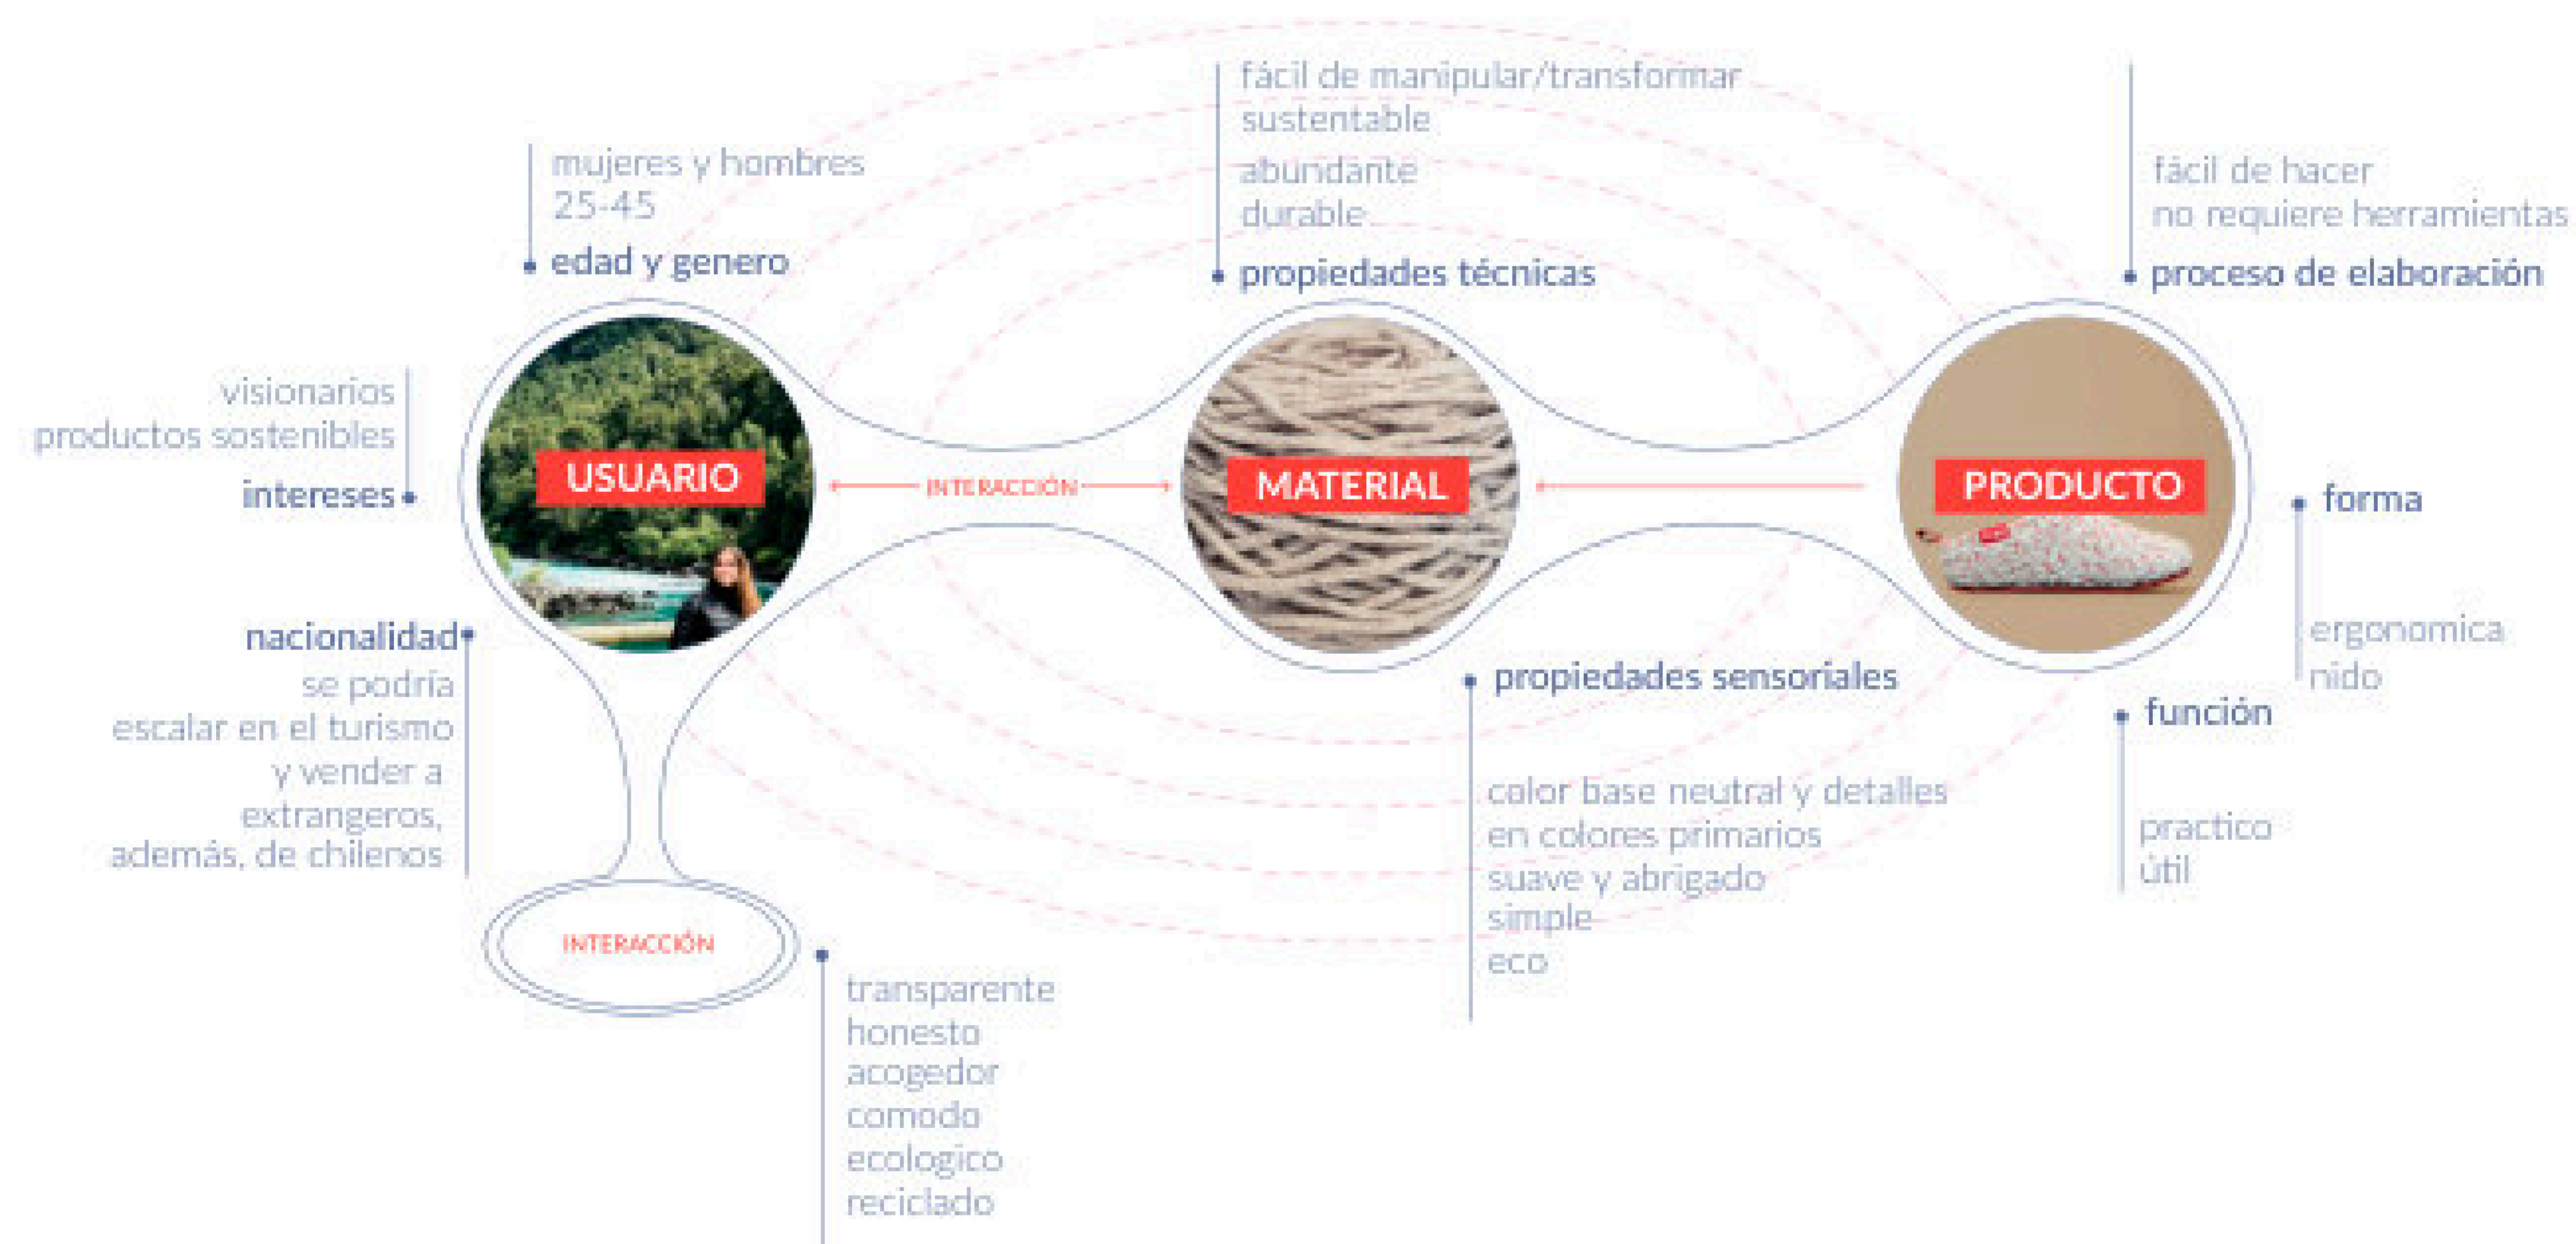 mujeres y hombres
25-45
edad y genero
visionarios
productos sostenibles
intereses
USUARIO
nacionalidad
se podría
escalar en el turismo
y vender a
extrangeros,
además, de chilenos
INTERACCIÓN
INTERACCIÓN
transparente
honesto
acogedor
comodo
ecologico
reciclado
fácil de manipular/transformar
sustentable
abundante
durable
propiedades técnicas
MATERIAL
propiedades sensoriales
color base neutral y detalles
en colores primarios
suave y abrigado
simple
eco
fácil de hacer
no requiere herramientas
proceso de elaboración
PRODUCTO
forma
ergonomica
nido
función
practico
útil